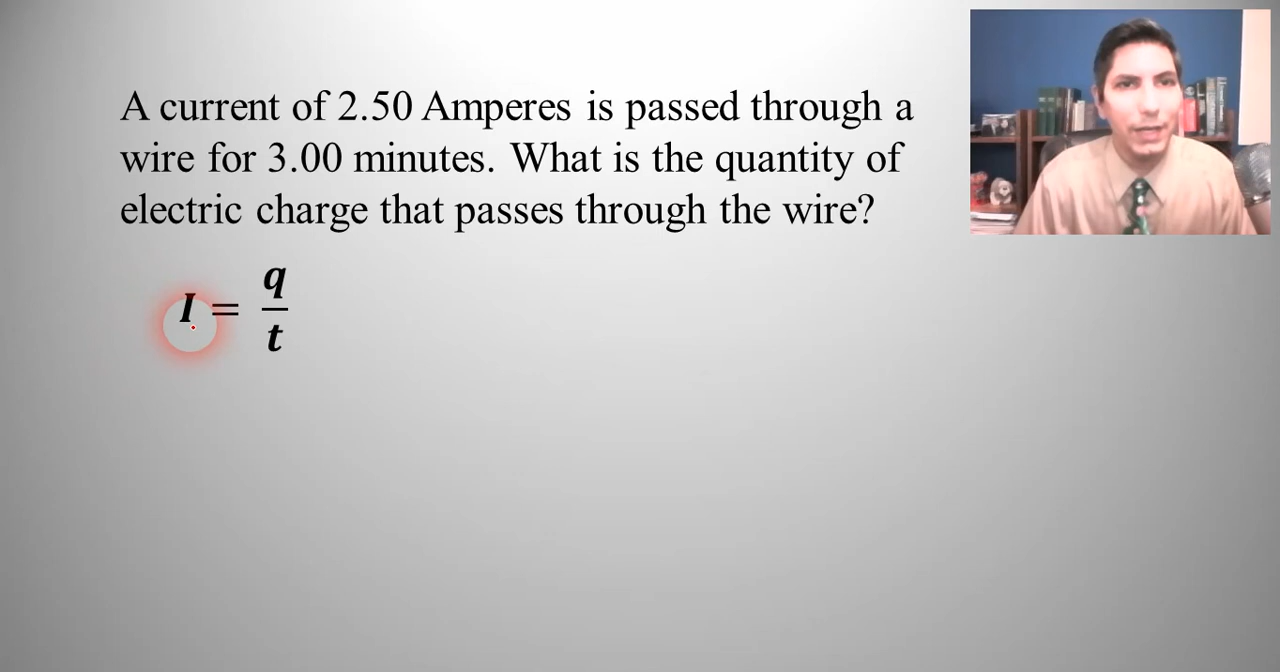 A current of 2.50 Amperes is passed through a
wire for 3.00 minutes. What is the quantity of
electric charge that passes through the wire?
I = q/t